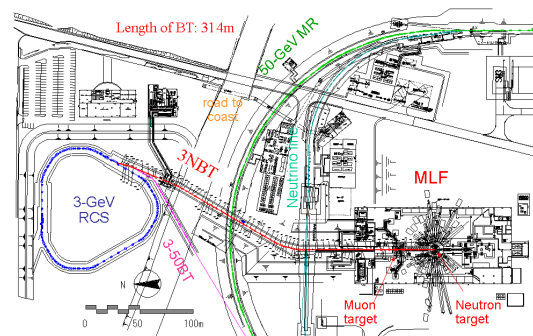 Length of BT: 314m
50-GeV MR
road to
coast
Neutrino line
3NBT
MLF
3-GeV
RCS
3-50BT
N
Muon
target
Neutron
target
0 50 100m